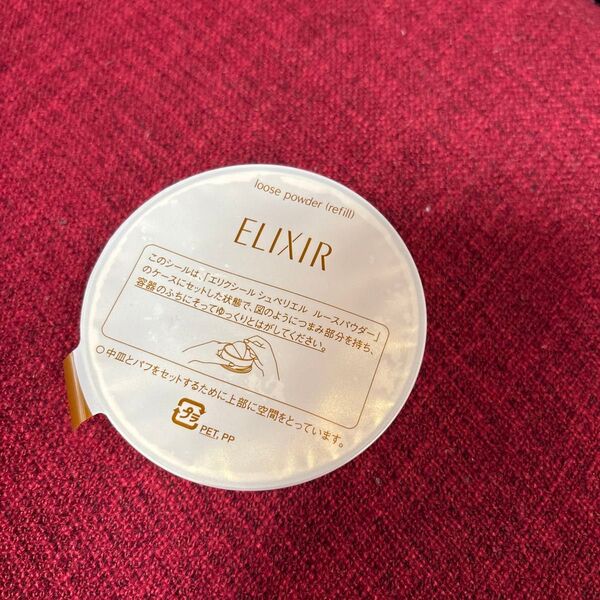 loose powder (refill)
ELIXIR
このシールは、「エリクシール シュペリエル ルースパウダー」
のケースにセットした状態で、図のようにつまみ部分を持ち、
容器のふちにそってゆっくりとはがしてください。
○中皿とパフをセットするために上部に空間をとっています。
プラ
PET, PP